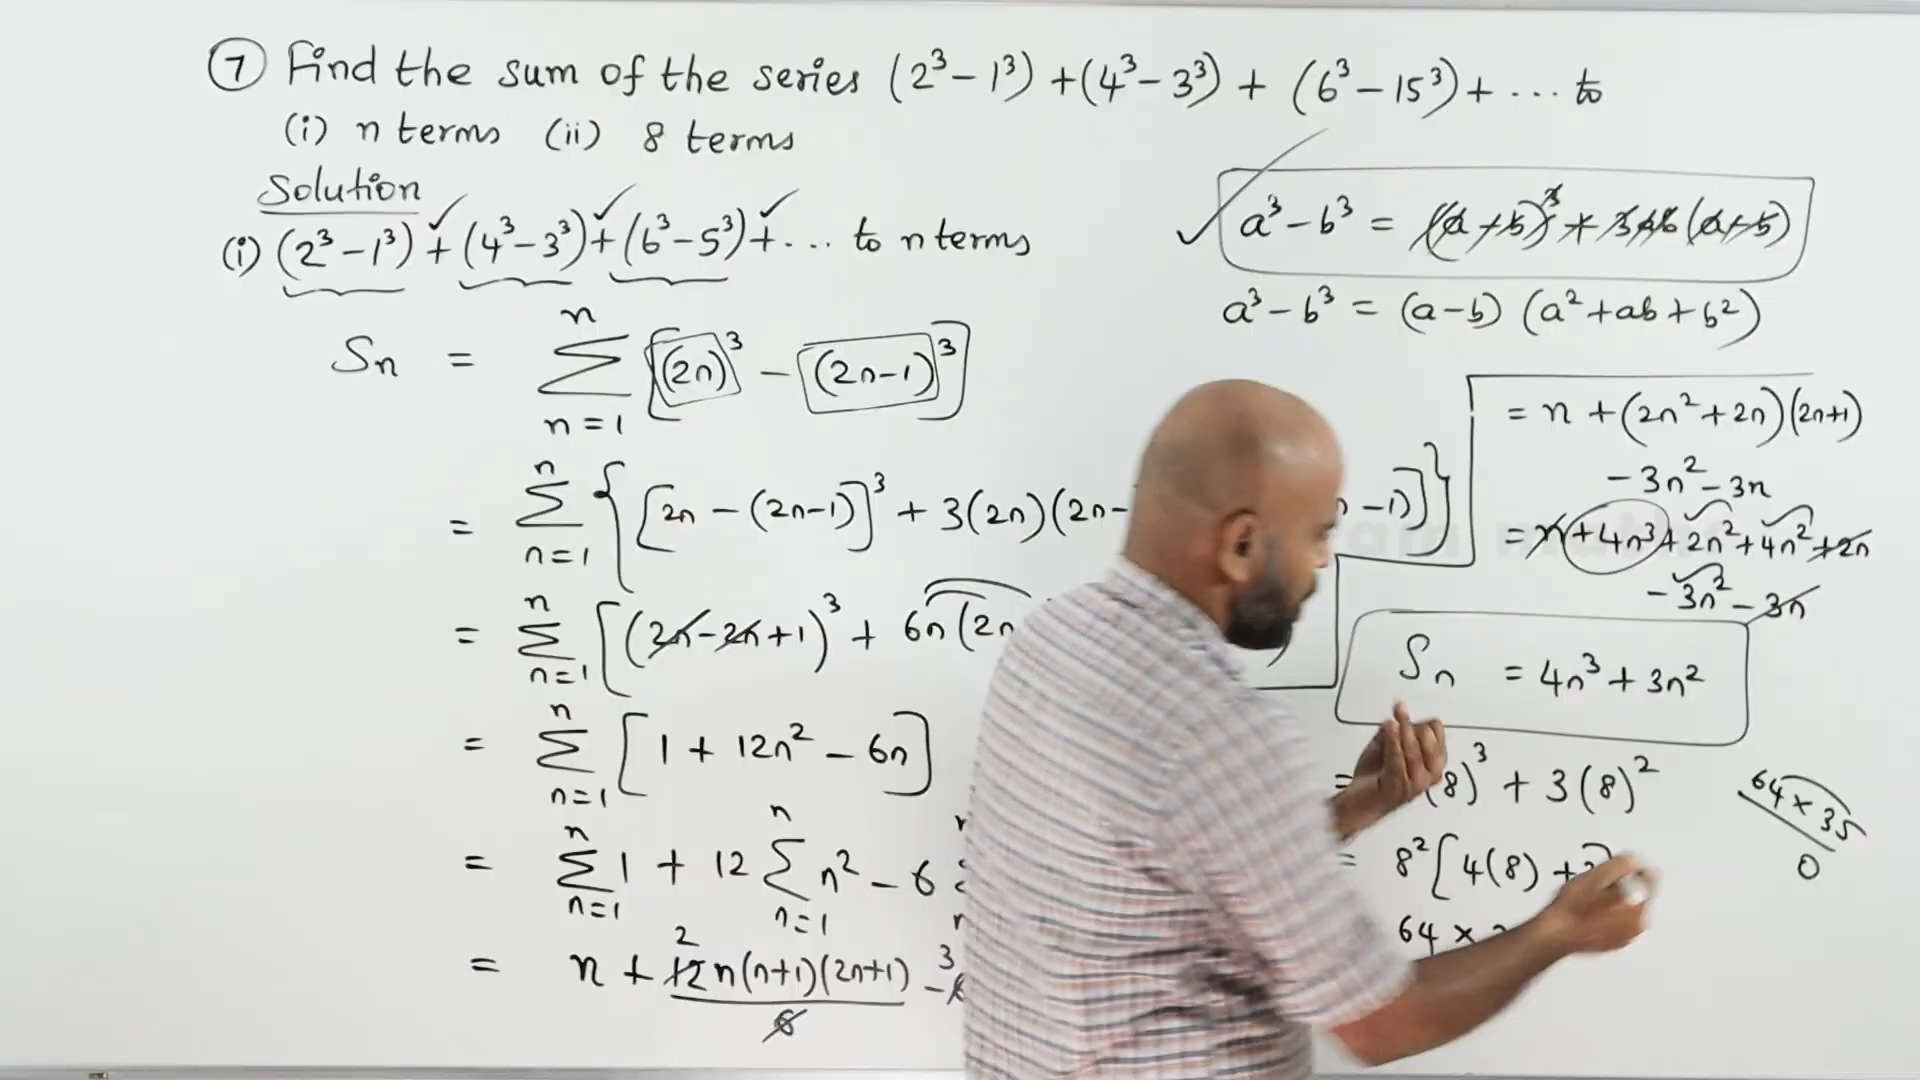 ⑦ Find the sum of the series (2³ – 1³) + (4³ – 3³) + (6³ – 15³) + ... to
(i) n terms (ii) 8 terms
Solution
(i) (2³ – 1³) + (4³ – 3³) + (6³ – 5³) + ... to n terms
Sn = Σ n=1 n [(2n)³ – (2n-1)³]
= Σ n=1 n {[2n – (2n-1)]³ + 3(2n)(2n- -1)]}
= Σ n=1 n [(2n-2n+1)³ + 6n(2n )
= Σ n=1 n [1 + 12n² – 6n]
= Σ n=1 n 1 + 12 Σ n=1 n n² – 6
= n + 12 2 n(n+1)(2n+1) / 6 – 3
a³ – b³ = (a+b)³ + 3ab(a+b)
a³ – b³ = (a-b) (a² + ab + b²)
= n + (2n² + 2n)(2n+1)
– 3n² – 3n
= n + 4n³ + 2n² + 4n² + 2n
– 3n² – 3n
Sn = 4n³ + 3n²
= (8)³ + 3(8)²
= 8² [4(8) +
64 ×
64 × 35
0